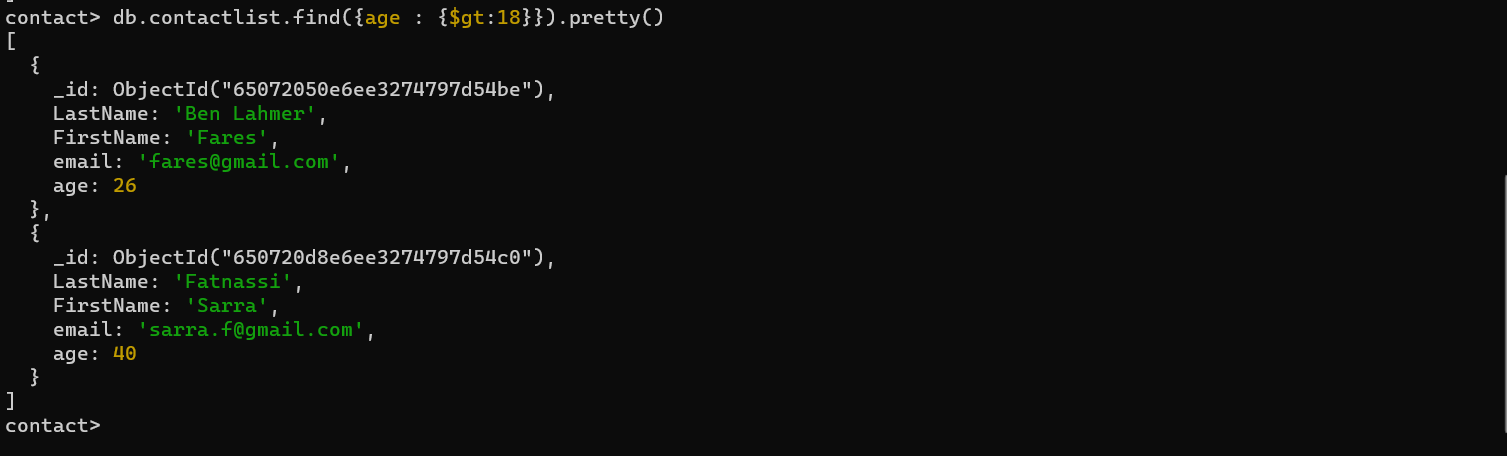 contact> db.contactlist.find({age : {$gt:18}}).pretty()
[
  {
    _id: ObjectId("65072050e6ee3274797d54be"),
    LastName: 'Ben Lahmer',
    FirstName: 'Fares',
    email: 'fares@gmail.com',
    age: 26
  },
  {
    _id: ObjectId("650720d8e6ee3274797d54c0"),
    LastName: 'Fatnassi',
    FirstName: 'Sarra',
    email: 'sarra.f@gmail.com',
    age: 40
  }
]
contact>